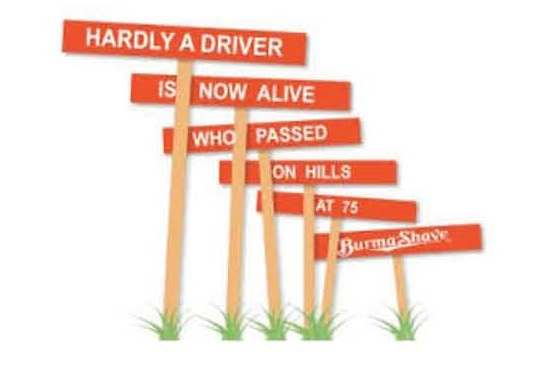 HARDLY A DRIVER
IS NOW ALIVE
WHO PASSED
ON HILLS
AT 75
Burma-Shave